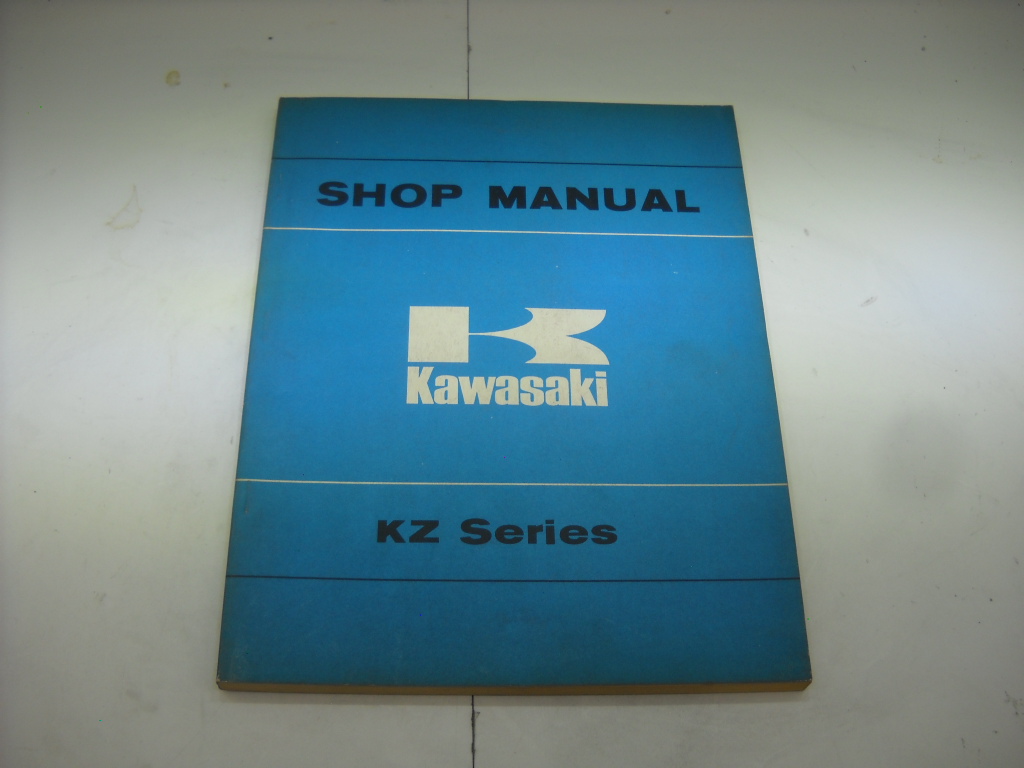 SHOP MANUAL
Kawasaki
KZ Series